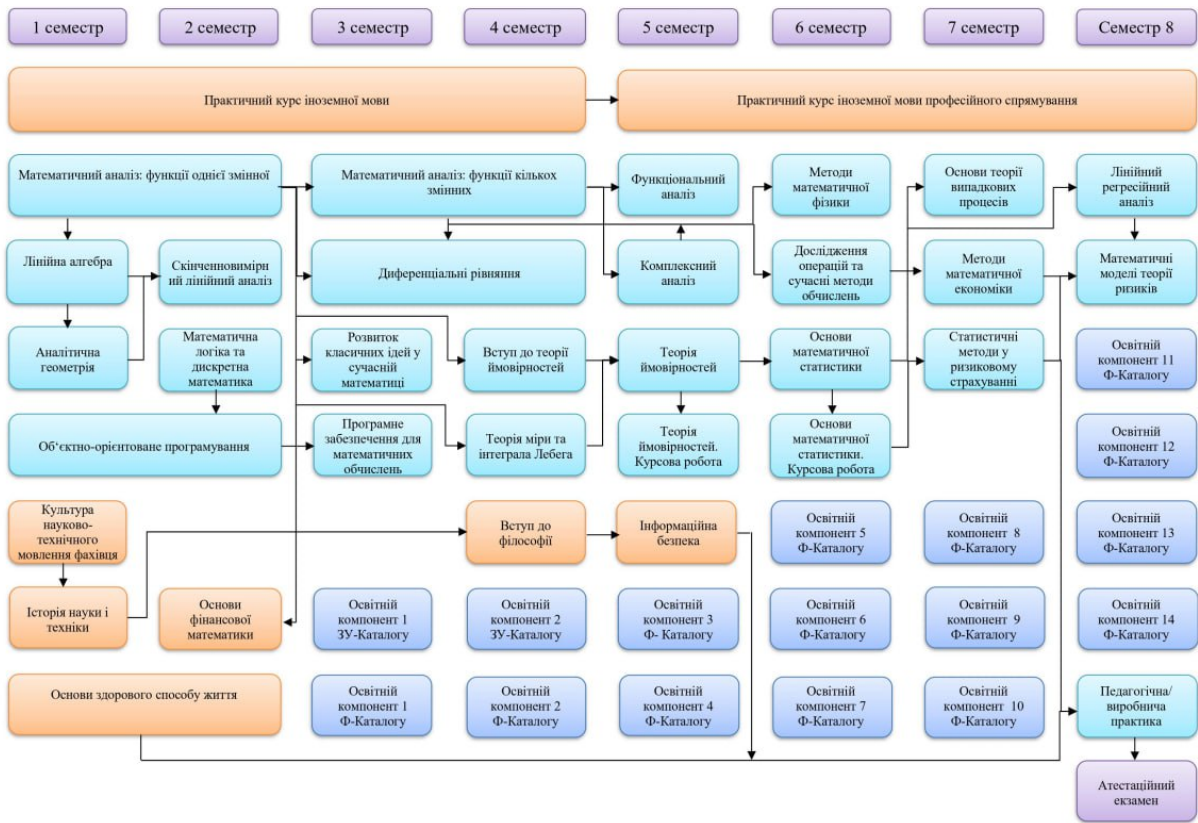 1 семестр
2 семестр
3 семестр
4 семестр
5 семестр
6 семестр
7 семестр
Семестр 8
Практичний курс іноземної мови
Практичний курс іноземної мови професійного спрямування
Математичний аналіз: функції однієї змінної
Математичний аналіз: функції кількох
змінних
Функціональний
аналіз
Методи
математичної
фізики
Основи теорії
випадкових
процесів
Лінійний
регресійний
аналіз
Лінійна алгебра
Скінченновимірн
ий лінійний аналіз
Диференціальні рівняння
Комплексний
аналіз
Дослідження
операцій та
сучасні методи
обчислень
Методи
математичної
економіки
Математичні
моделі теорії
ризиків
Аналітична
геометрія
Математична
логіка та
дискретна
математика
Розвиток
класичних ідей у
сучасній
математиці
Вступ до теорії
ймовірностей
Теорія
ймовірностей
Основи
математичної
статистики
Статистичні
методи у
ризиковому
страхуванні
Освітній
компонент 11
Ф-Каталогу
Об‘єктно-орієнтоване програмування
Програмне
забезпечення для
математичних
обчислень
Теорія міри та
інтеграла Лебега
Теорія
ймовірностей.
Курсова робота
Основи
математичної
статистики.
Курсова робота
Освітній
компонент 12
Ф-Каталогу
Культура
науково-
технічного
мовлення фахівця
Вступ до
філософії
Інформаційна
безпека
Освітній
компонент 5
Ф-Каталогу
Освітній
компонент 8
Ф-Каталогу
Освітній
компонент 13
Ф-Каталогу
Історія науки і
техніки
Основи
фінансової
математики
Освітній
компонент 1
ЗУ-Каталогу
Освітній
компонент 2
ЗУ-Каталогу
Освітній
компонент 3
Ф- Каталогу
Освітній
компонент 6
Ф-Каталогу
Освітній
компонент 9
Ф-Каталогу
Освітній
компонент 14
Ф-Каталогу
Основи здорового способу життя
Освітній
компонент 1
Ф-Каталогу
Освітній
компонент 2
Ф-Каталогу
Освітній
компонент 4
Ф-Каталогу
Освітній
компонент 7
Ф-Каталогу
Освітній
компонент 10
Ф-Каталогу
Педагогічна/
виробнича
практика
Атестаційний
екзамен